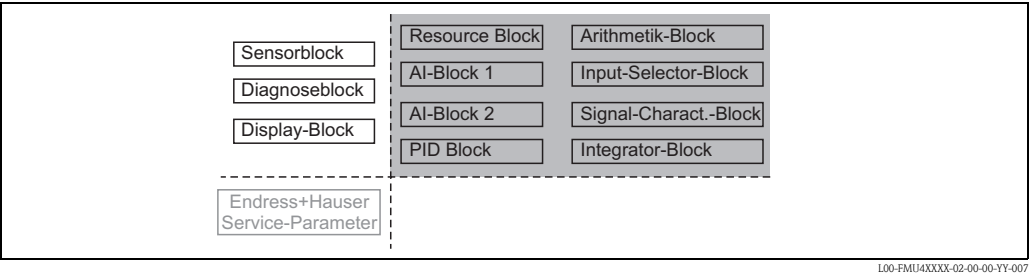 Sensorblock
Diagnoseblock
Display-Block
Resource Block
AI-Block 1
AI-Block 2
PID Block
Arithmetik-Block
Input-Selector-Block
Signal-Charact.-Block
Integrator-Block
Endress+Hauser
Service-Parameter
L00-FMU4XXXX-02-00-00-YY-007